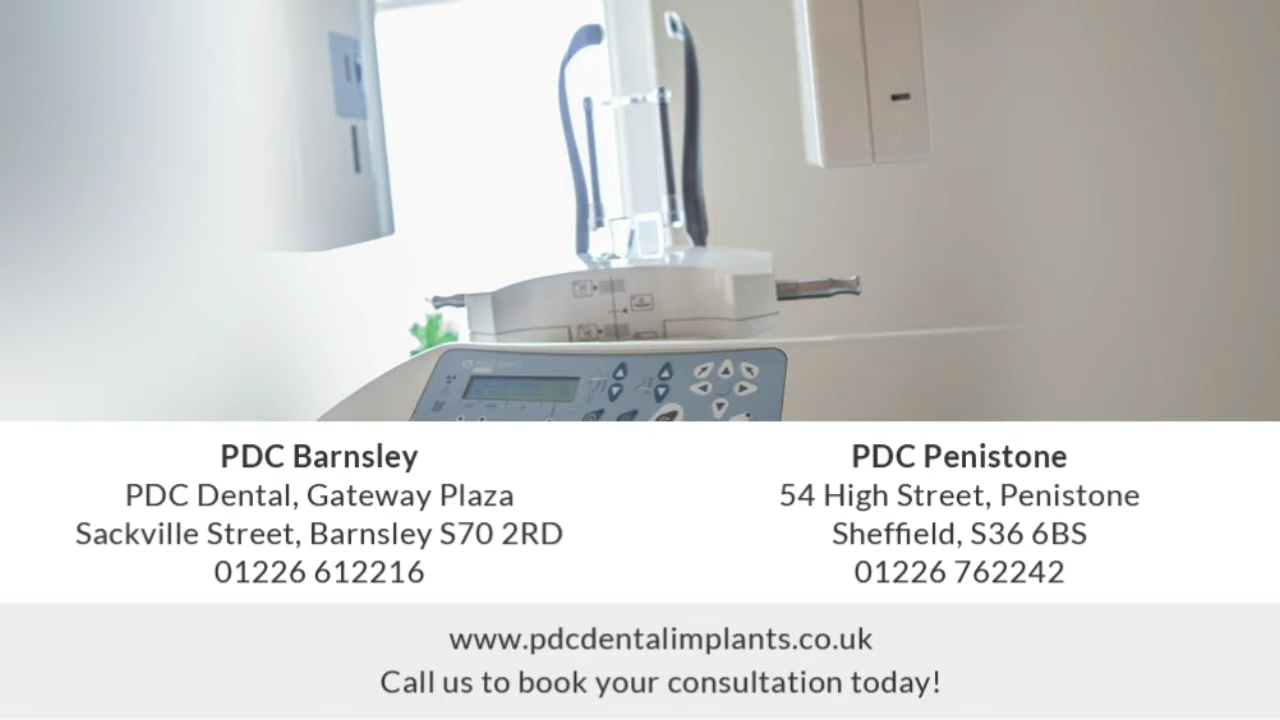 PDC Barnsley
PDC Dental, Gateway Plaza
Sackville Street, Barnsley S70 2RD
01226 612216
PDC Penistone
54 High Street, Penistone
Sheffield, S36 6BS
01226 762242
www.pdcdentalimplants.co.uk
Call us to book your consultation today!